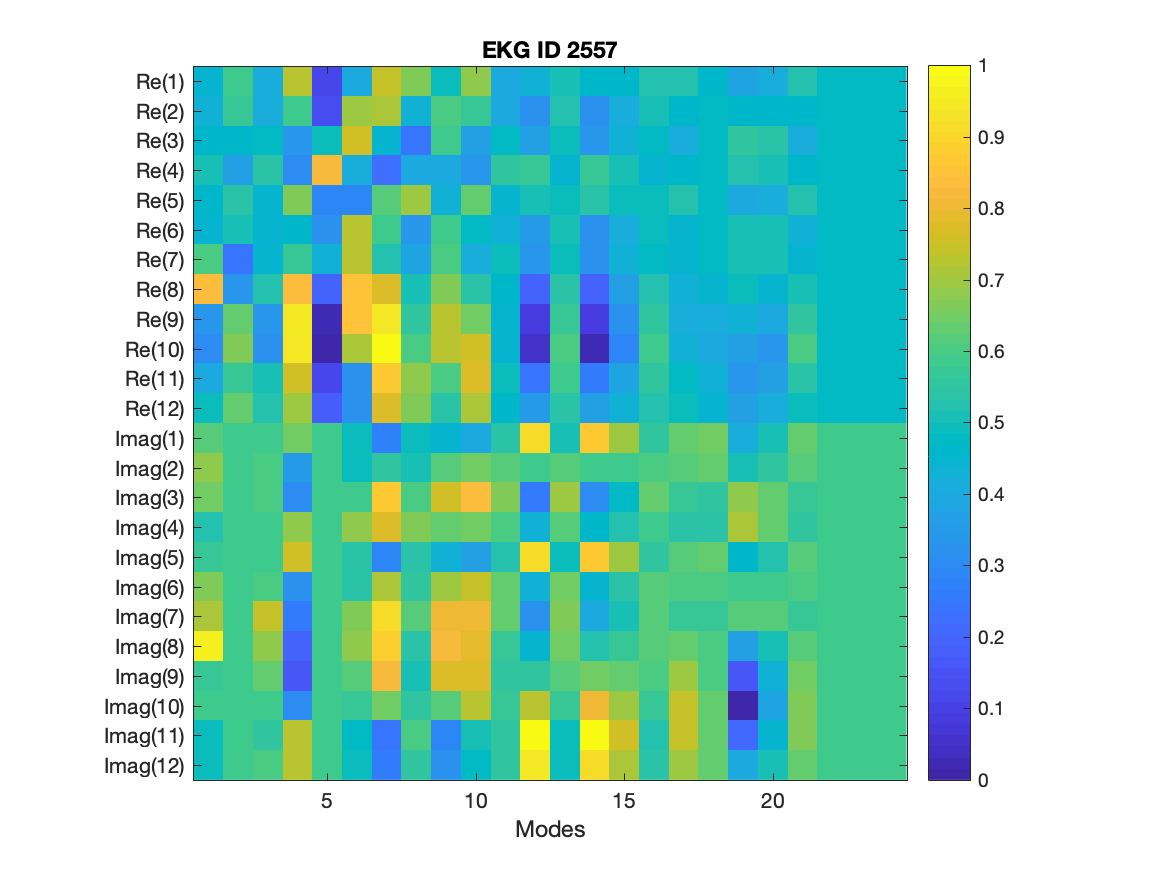 EKG ID 2557
Re(1)
Re(2)
Re(3)
Re(4)
Re(5)
Re(6)
Re(7)
Re(8)
Re(9)
Re(10)
Re(11)
Re(12)
Imag(1)
Imag(2)
Imag(3)
Imag(4)
Imag(5)
Imag(6)
Imag(7)
Imag(8)
Imag(9)
Imag(10)
Imag(11)
Imag(12)
5 10 15 20
Modes
1
0.9
0.8
0.7
0.6
0.5
0.4
0.3
0.2
0.1
0